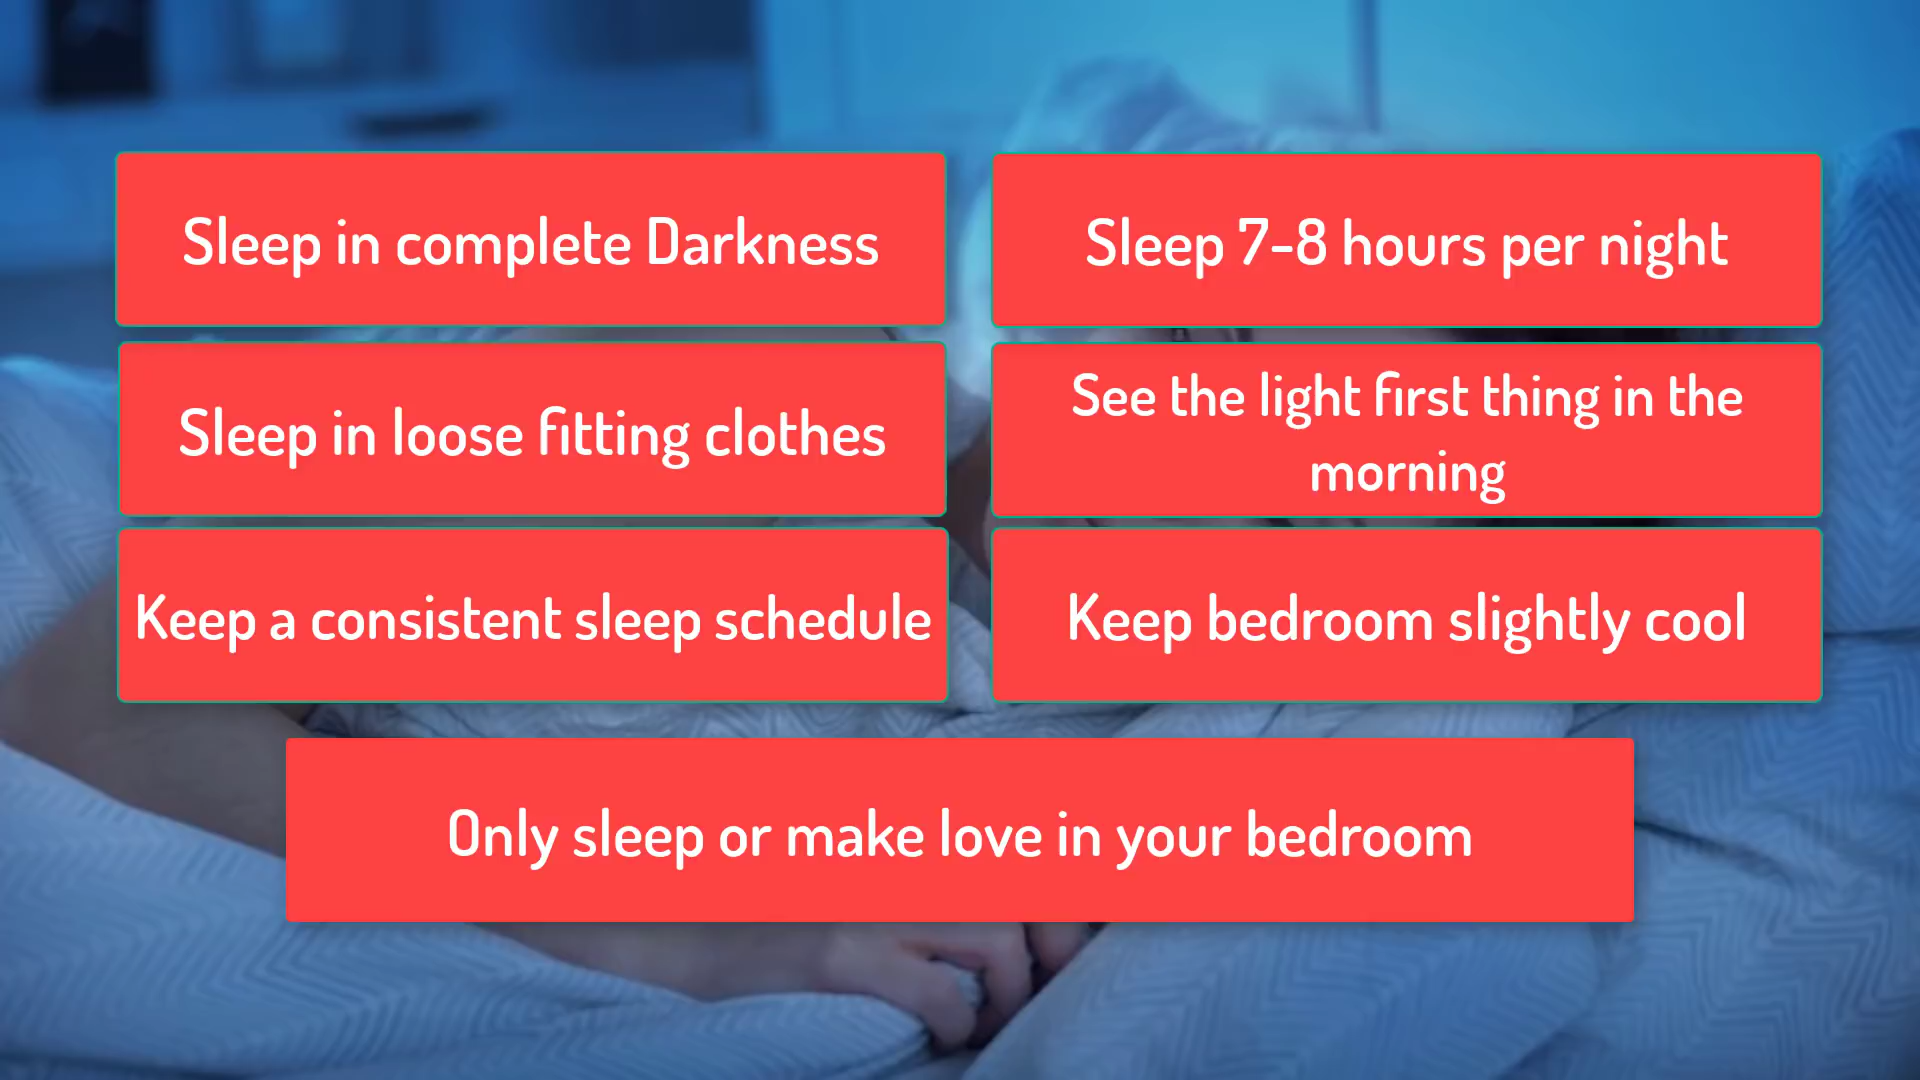 Sleep in complete Darkness
Sleep 7-8 hours per night
Sleep in loose fitting clothes
See the light first thing in the
morning
Keep a consistent sleep schedule
Keep bedroom slightly cool
Only sleep or make love in your bedroom